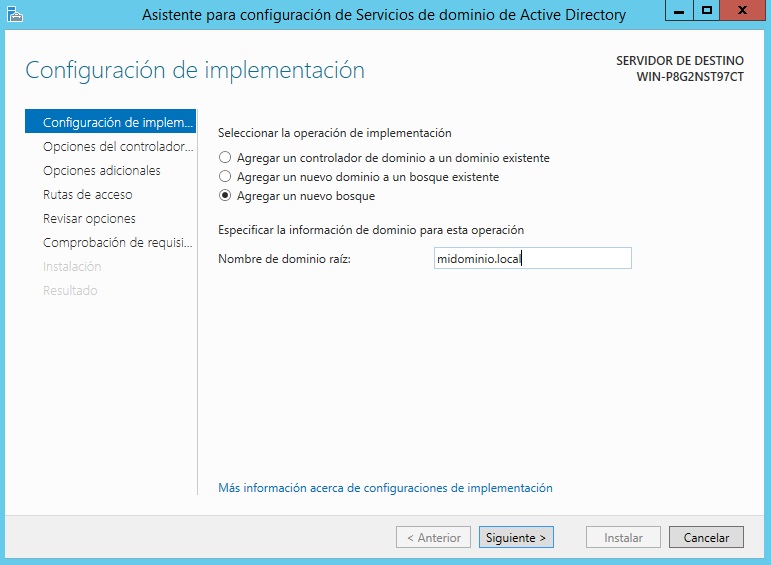 Asistente para configuración de Servicios de dominio de Active Directory
Configuración de implementación
SERVIDOR DE DESTINO
WIN-P8G2NST97CT
Configuración de implem...
Opciones del controlador...
Opciones adicionales
Rutas de acceso
Revisar opciones
Comprobación de requisi...
Instalación
Resultado
Seleccionar la operación de implementación
Agregar un controlador de dominio a un dominio existente
Agregar un nuevo dominio a un bosque existente
Agregar un nuevo bosque
Especificar la información de dominio para esta operación
Nombre de dominio raíz: midominio.local
Más información acerca de configuraciones de implementación
< Anterior Siguiente > Instalar Cancelar